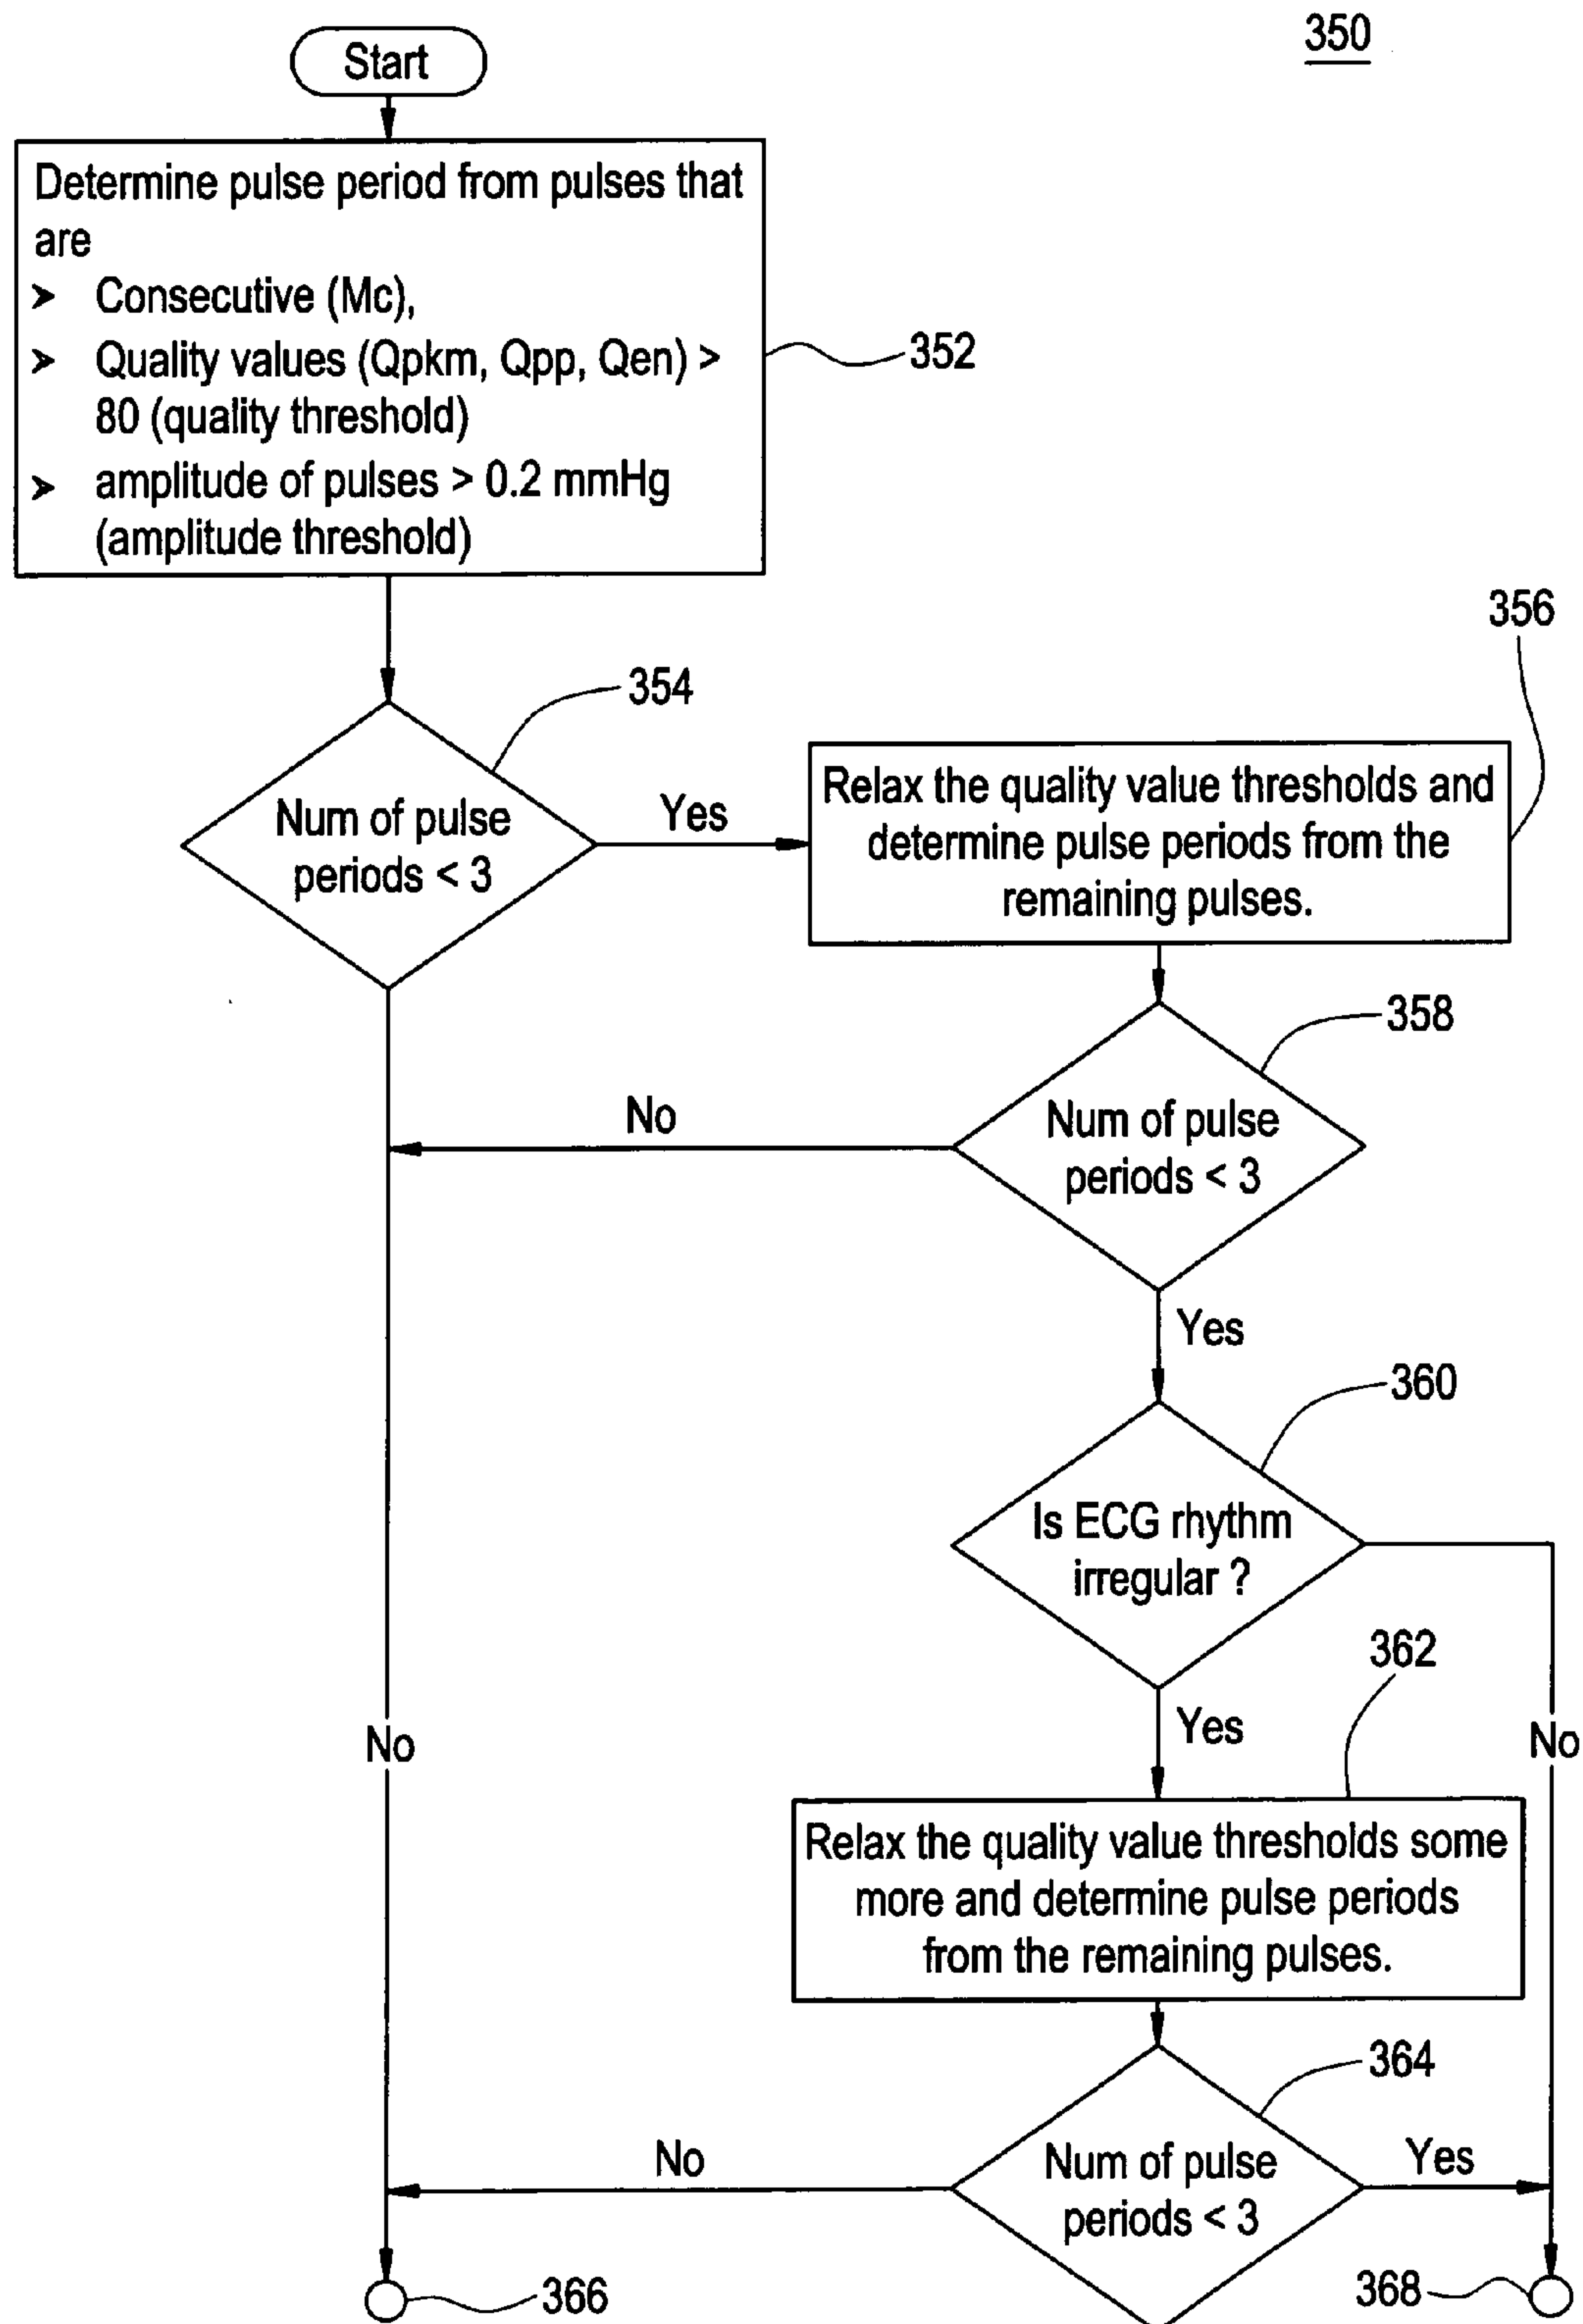 350
Start
Determine pulse period from pulses that
are
➤ Consecutive (Mc),
➤ Quality values (Qpkm, Qpp, Qen) >
80 (quality threshold)
➤ amplitude of pulses > 0.2 mmHg
(amplitude threshold)
352
354
Num of pulse
periods < 3
Yes
356
Relax the quality value thresholds and
determine pulse periods from the
remaining pulses.
358
Num of pulse
periods < 3
No
Yes
360
Is ECG rhythm
irregular ?
Yes
No
No
362
Relax the quality value thresholds some
more and determine pulse periods
from the remaining pulses.
364
Num of pulse
periods < 3
No
Yes
366
368